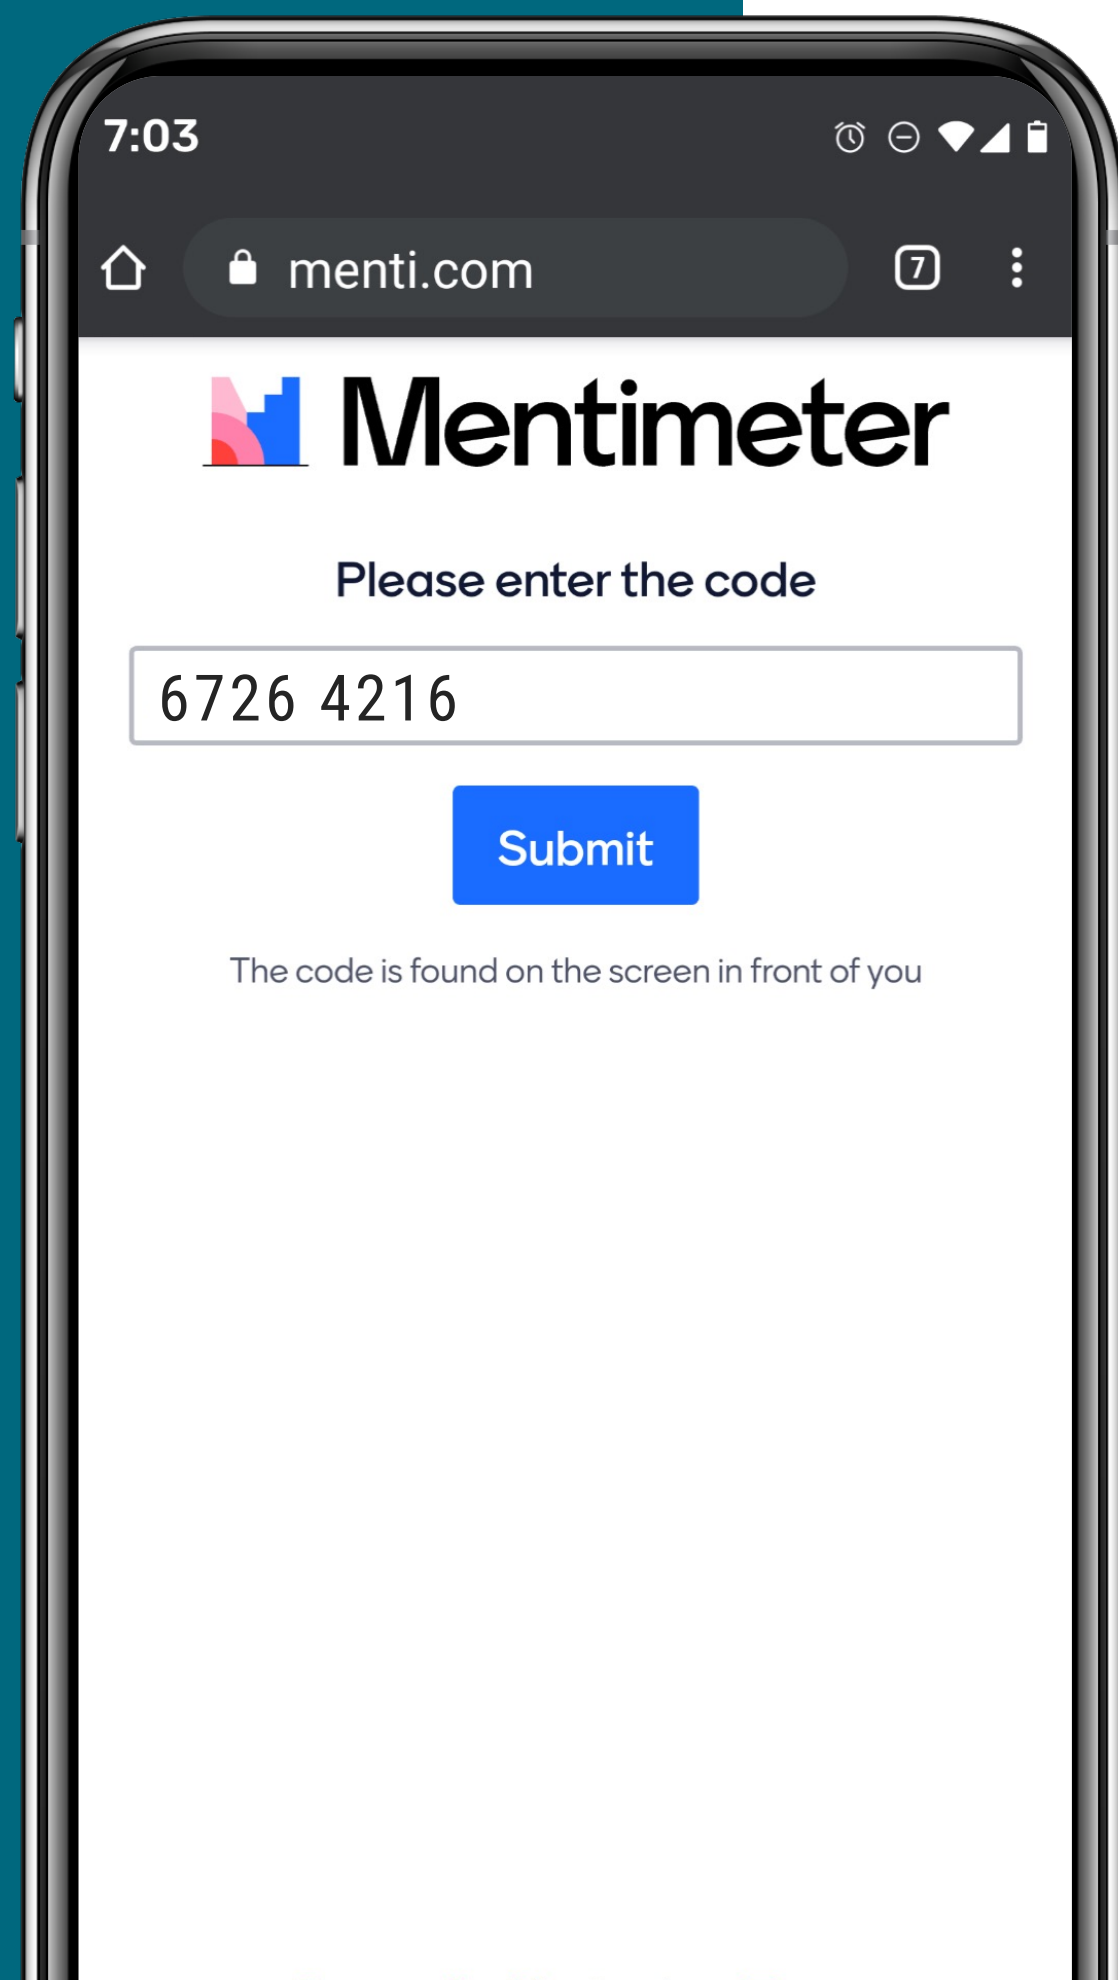 7:03
menti.com
7
Mentimeter
Please enter the code
6726 4216
Submit
The code is found on the screen in front of you